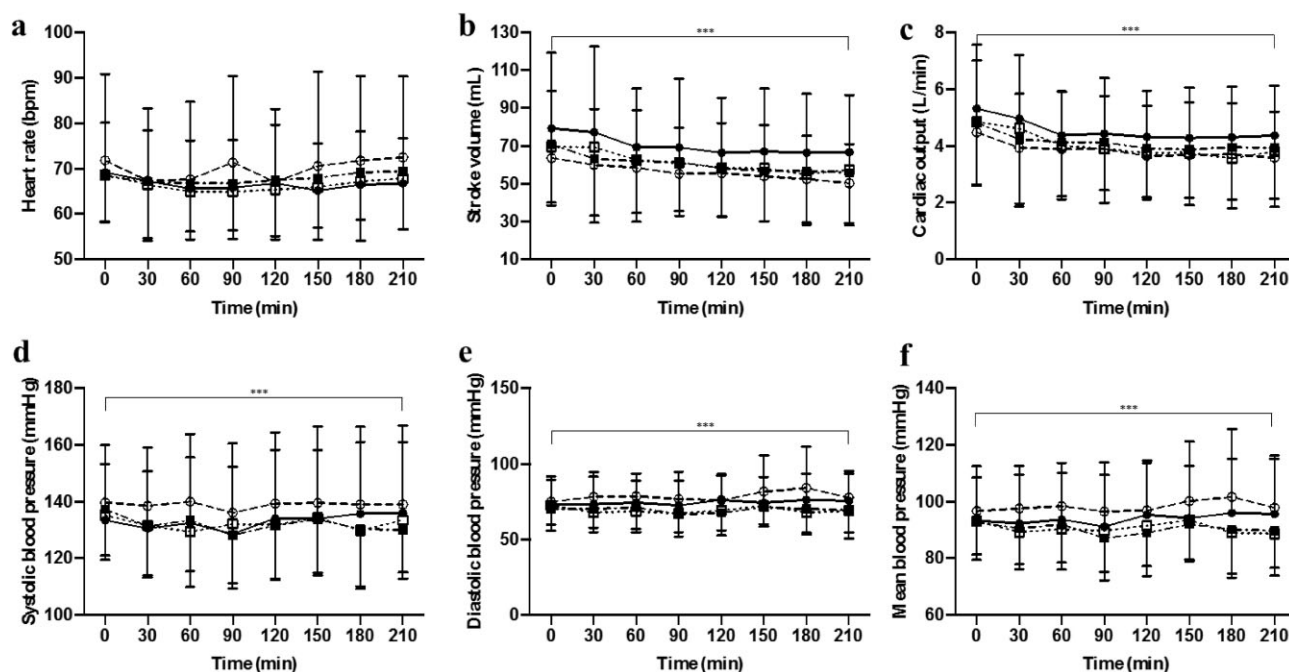 a
Heart rate (bpm)
100
90
80
70
60
50
0 30 60 90 120 150 180 210
Time (min)
b
***
Stroke volume (mL)
130
110
90
70
50
30
10
0 30 60 90 120 150 180 210
Time (min)
c
***
Cardiac output (L/min)
8
6
4
2
0
0 30 60 90 120 150 180 210
Time (min)
d
***
Systolic blood pressure (mmHg)
180
160
140
120
100
0 30 60 90 120 150 180 210
Time (min)
e
***
Diastolic blood pressure (mmHg)
150
100
50
0
0 30 60 90 120 150 180 210
Time (min)
f
***
Mean blood pressure (mmHg)
140
120
100
80
60
0 30 60 90 120 150 180 210
Time (min)